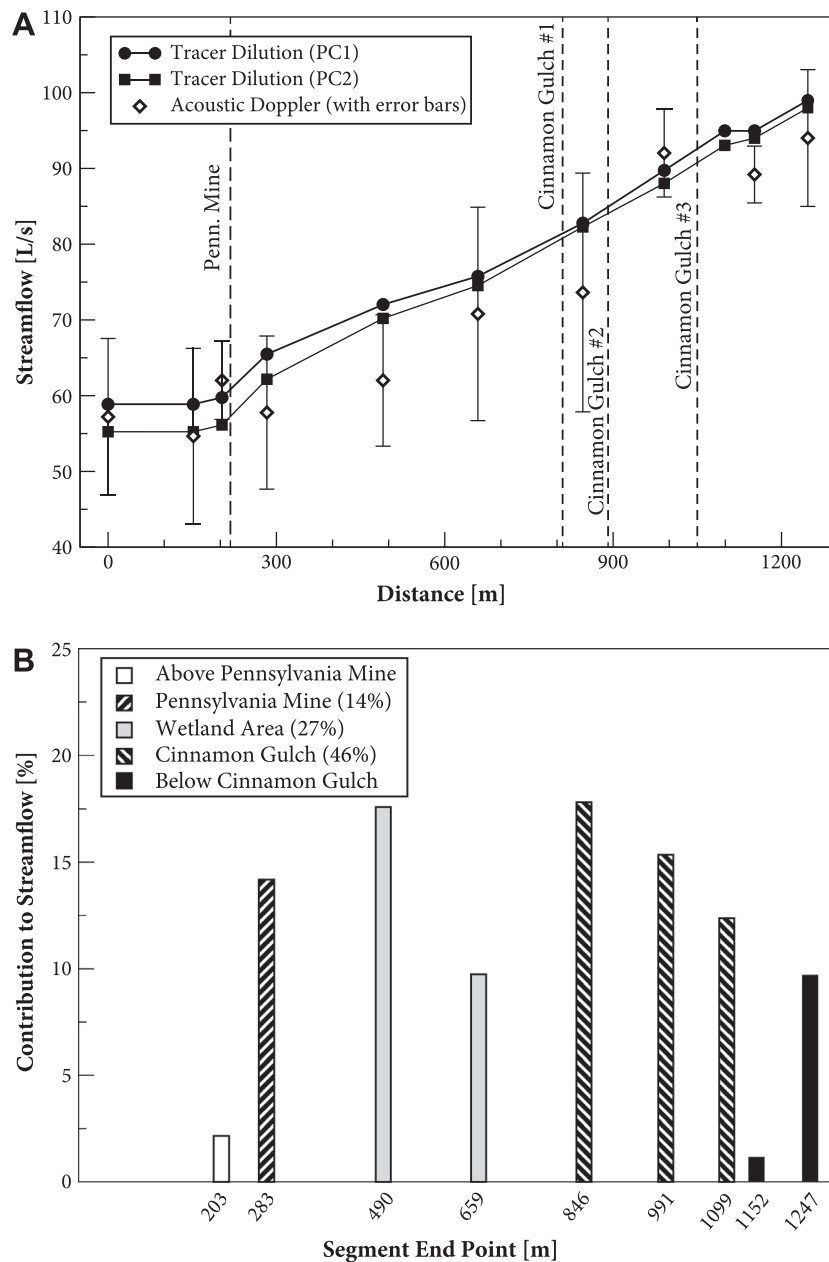 A
110
100
90
80
70
60
50
40
Streamflow [L/s]
Tracer Dilution (PC1)
Tracer Dilution (PC2)
Acoustic Doppler (with error bars)
Penn. Mine
Cinnamon Gulch #1
Cinnamon Gulch #2
Cinnamon Gulch #3
0 300 600 900 1200
Distance [m]
B
25
20
15
10
5
0
Contribution to Streamflow [%]
Above Pennsylvania Mine
Pennsylvania Mine (14%)
Wetland Area (27%)
Cinnamon Gulch (46%)
Below Cinnamon Gulch
203 283 490 659 846 991 1099 1152 1247
Segment End Point [m]